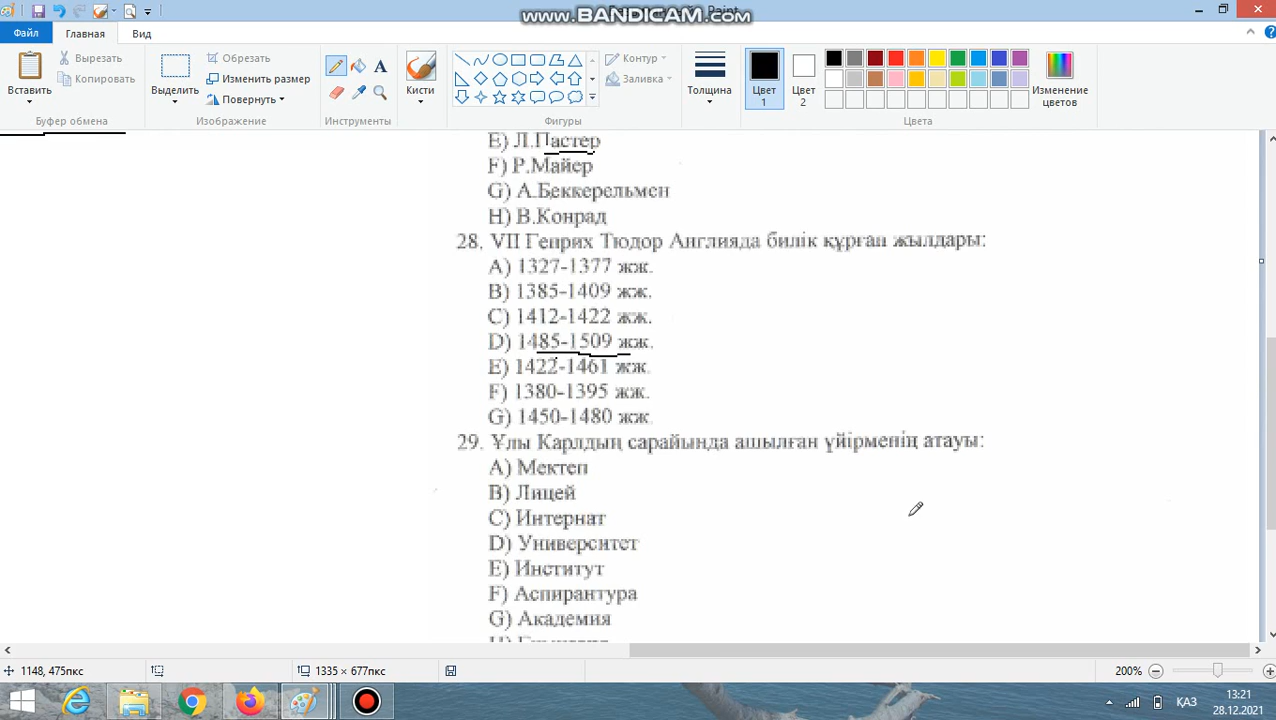 www.BANDICAM.com Paint
Файл Главная Вид
Вставить
Вырезать
Копировать
Буфер обмена
Выделить
Обрезать
Изменить размер
Повернуть
Изображение
Инструменты
Кисти
Контур
Заливка
Фигуры
Толщина
Цвет 1
Цвет 2
Изменение цветов
Цвета
E) Л.Пастер
F) Р.Майер
G) А.Беккерельмен
H) В.Конрад
28. VII Генрих Тюдор Англияда билік құрған жылдары:
A) 1327-1377 жж.
B) 1385-1409 жж.
C) 1412-1422 жж.
D) 1485-1509 жж.
E) 1422-1461 жж.
F) 1380-1395 жж.
G) 1450-1480 жж.
29. Ұлы Карлдың сарайында ашылған үйірменің атауы:
A) Мектеп
B) Лицей
C) Интернат
D) Университет
E) Институт
F) Аспирантура
G) Академия
1148, 475пкс 1335 × 677пкс 200%
ҚАЗ 13:21
28.12.2021